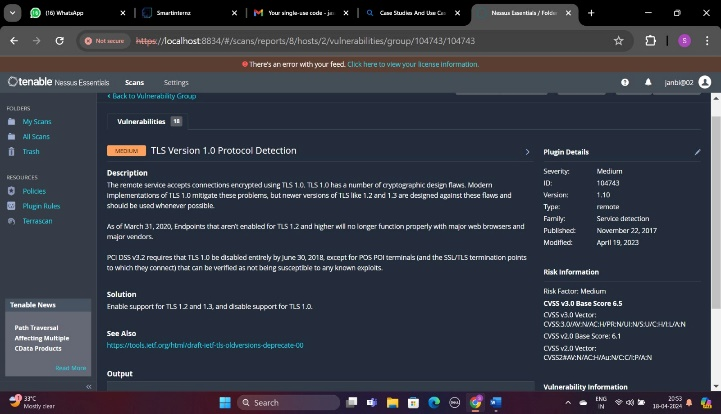 (16) WhatsApp
Smartinternz
Your single-use code - ja
Case Studies And Use Cas
Nessus Essentials / Folder
Not secure
https://localhost:8834/#/scans/reports/8/hosts/2/vulnerabilities/group/104743/104743
S
There's an error with your feed. Click here to view your license information.
tenable Nessus Essentials
Scans
Settings
janbi@02
FOLDERS
My Scans
All Scans
Trash
RESOURCES
Policies
Plugin Rules
Terrascan
Tenable News
Path Traversal
Affecting Multiple
CData Products
Read More
< Back to Vulnerability Group
Vulnerabilities 18
MEDIUM TLS Version 1.0 Protocol Detection
Description
The remote service accepts connections encrypted using TLS 1.0. TLS 1.0 has a number of cryptographic design flaws. Modern
implementations of TLS 1.0 mitigate these problems, but newer versions of TLS like 1.2 and 1.3 are designed against these flaws and
should be used whenever possible.
As of March 31, 2020, Endpoints that aren't enabled for TLS 1.2 and higher will no longer function properly with major web browsers and
major vendors.
PCI DSS v3.2 requires that TLS 1.0 be disabled entirely by June 30, 2018, except for POS POI terminals (and the SSL/TLS termination points
to which they connect) that can be verified as not being susceptible to any known exploits.
Solution
Enable support for TLS 1.2 and 1.3, and disable support for TLS 1.0.
See Also
https://tools.ietf.org/html/draft-ietf-tls-oldversions-deprecate-00
Output
Plugin Details
Severity: Medium
ID: 104743
Version: 1.10
Type: remote
Family: Service detection
Published: November 22, 2017
Modified: April 19, 2023
Risk Information
Risk Factor: Medium
CVSS v3.0 Base Score 6.5
CVSS v3.0 Vector:
CVSS:3.0/AV:N/AC:H/PR:N/UI:N/S:U/C:H/I:L/A:N
CVSS v2.0 Base Score: 6.1
CVSS v2.0 Vector:
CVSS2#AV:N/AC:H/Au:N/C:C/I:P/A:N
Vulnerability Information
33°C
Mostly clear
Search
ENG
IN
20:53
18-04-2024